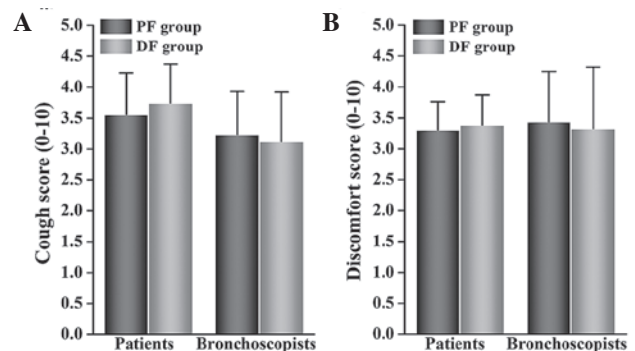 A
PF group
DF group
Cough score (0-10)
5.0
4.5
4.0
3.5
3.0
2.5
2.0
1.5
1.0
0.5
0.0
Patients Bronchoscopists
B
PF group
DF group
Discomfort score (0-10)
5.0
4.5
4.0
3.5
3.0
2.5
2.0
1.5
1.0
0.5
0.0
Patients Bronchoscopists